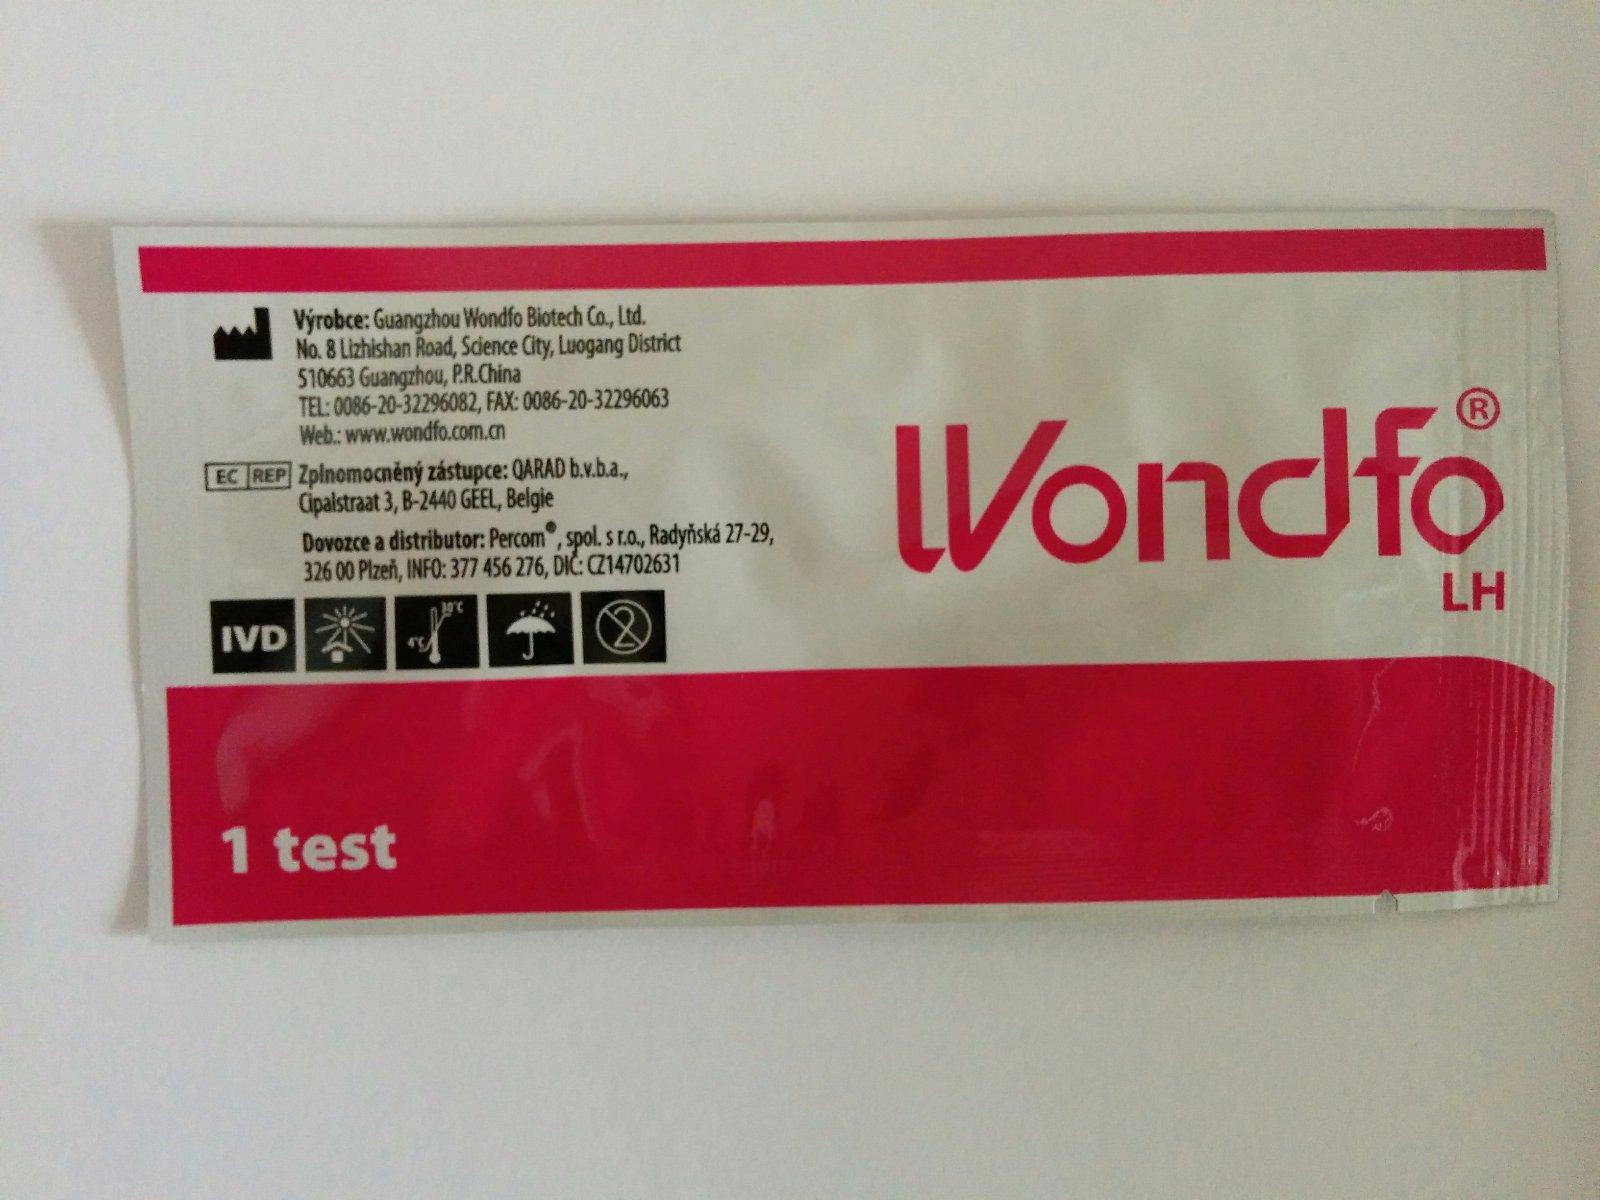 Výrobce: Guangzhou Wondfo Biotech Co., Ltd.
No. 8 Lizhishan Road, Science City, Luogang District
510663 Guangzhou, P.R.China
TEL: 0086-20-32296082, FAX: 0086-20-32296063
Web.: www.wondfo.com.cn
EC REP Zplnomocněný zástupce: QARAD b.v.b.a.,
Cipalstraat 3, B-2440 GEEL, Belgie
Dovozce a distributor: Percom®, spol. s r.o., Radyňská 27-29,
326 00 Plzeň, INFO: 377 456 276, DIČ: CZ14702631
IVD
4°C
30°C
2
Wondfo®
LH
1 test